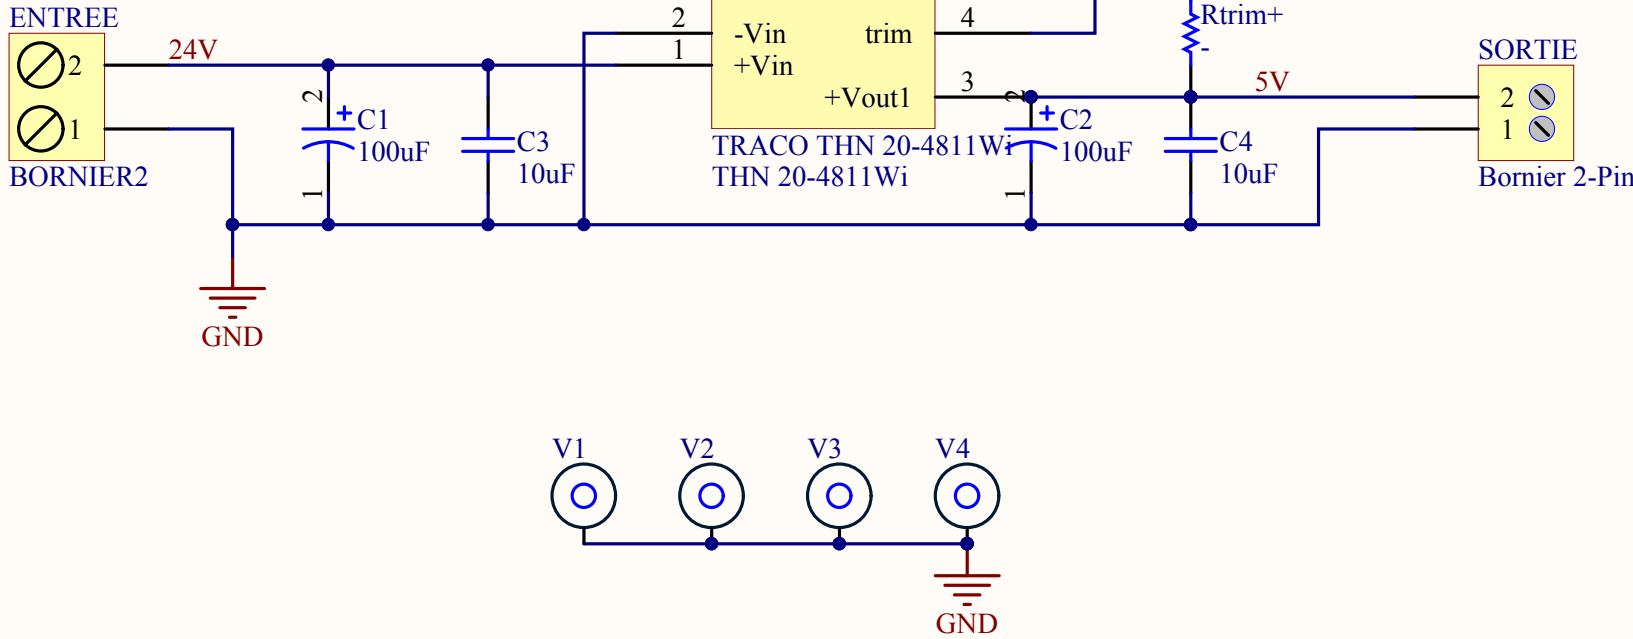 ENTREE
2
1
24V
BORNIER2
2
+
C1
100uF
1
C3
10uF
2
1
-Vin
+Vin
trim
+Vout1
4
3
TRACO THN 20-4811Wi
THN 20-4811Wi
2
+
C2
100uF
1
Rtrim+
-
5V
C4
10uF
SORTIE
2
1
Bornier 2-Pin
GND
V1
V2
V3
V4
GND